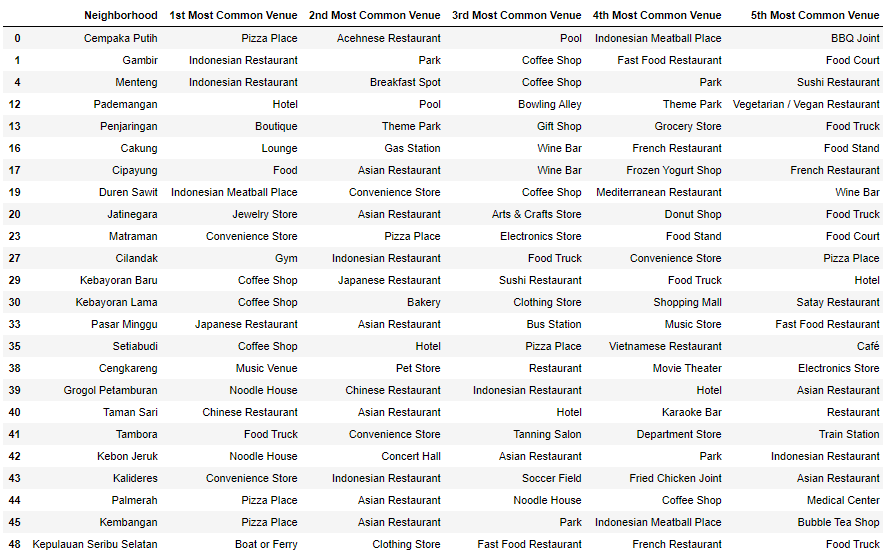 Neighborhood 1st Most Common Venue 2nd Most Common Venue 3rd Most Common Venue 4th Most Common Venue 5th Most Common Venue
0 Cempaka Putih Pizza Place Acehnese Restaurant Pool Indonesian Meatball Place BBQ Joint
1 Gambir Indonesian Restaurant Park Coffee Shop Fast Food Restaurant Food Court
4 Menteng Indonesian Restaurant Breakfast Spot Coffee Shop Park Sushi Restaurant
12 Pademangan Hotel Pool Bowling Alley Theme Park Vegetarian / Vegan Restaurant
13 Penjaringan Boutique Theme Park Gift Shop Grocery Store Food Truck
16 Cakung Lounge Gas Station Wine Bar French Restaurant Food Stand
17 Cipayung Food Asian Restaurant Wine Bar Frozen Yogurt Shop French Restaurant
19 Duren Sawit Indonesian Meatball Place Convenience Store Coffee Shop Mediterranean Restaurant Wine Bar
20 Jatinegara Jewelry Store Asian Restaurant Arts & Crafts Store Donut Shop Food Truck
23 Matraman Convenience Store Pizza Place Electronics Store Food Stand Food Court
27 Cilandak Gym Indonesian Restaurant Food Truck Convenience Store Pizza Place
29 Kebayoran Baru Coffee Shop Japanese Restaurant Sushi Restaurant Food Truck Hotel
30 Kebayoran Lama Coffee Shop Bakery Clothing Store Shopping Mall Satay Restaurant
33 Pasar Minggu Japanese Restaurant Asian Restaurant Bus Station Music Store Fast Food Restaurant
35 Setiabudi Coffee Shop Hotel Pizza Place Vietnamese Restaurant Café
38 Cengkareng Music Venue Pet Store Restaurant Movie Theater Electronics Store
39 Grogol Petamburan Noodle House Chinese Restaurant Indonesian Restaurant Hotel Asian Restaurant
40 Taman Sari Chinese Restaurant Asian Restaurant Hotel Karaoke Bar Restaurant
41 Tambora Food Truck Convenience Store Tanning Salon Department Store Train Station
42 Kebon Jeruk Noodle House Concert Hall Asian Restaurant Park Indonesian Restaurant
43 Kalideres Convenience Store Indonesian Restaurant Soccer Field Fried Chicken Joint Asian Restaurant
44 Palmerah Pizza Place Asian Restaurant Noodle House Coffee Shop Medical Center
45 Kembangan Pizza Place Asian Restaurant Park Indonesian Meatball Place Bubble Tea Shop
48 Kepulauan Seribu Selatan Boat or Ferry Clothing Store Fast Food Restaurant French Restaurant Food Truck